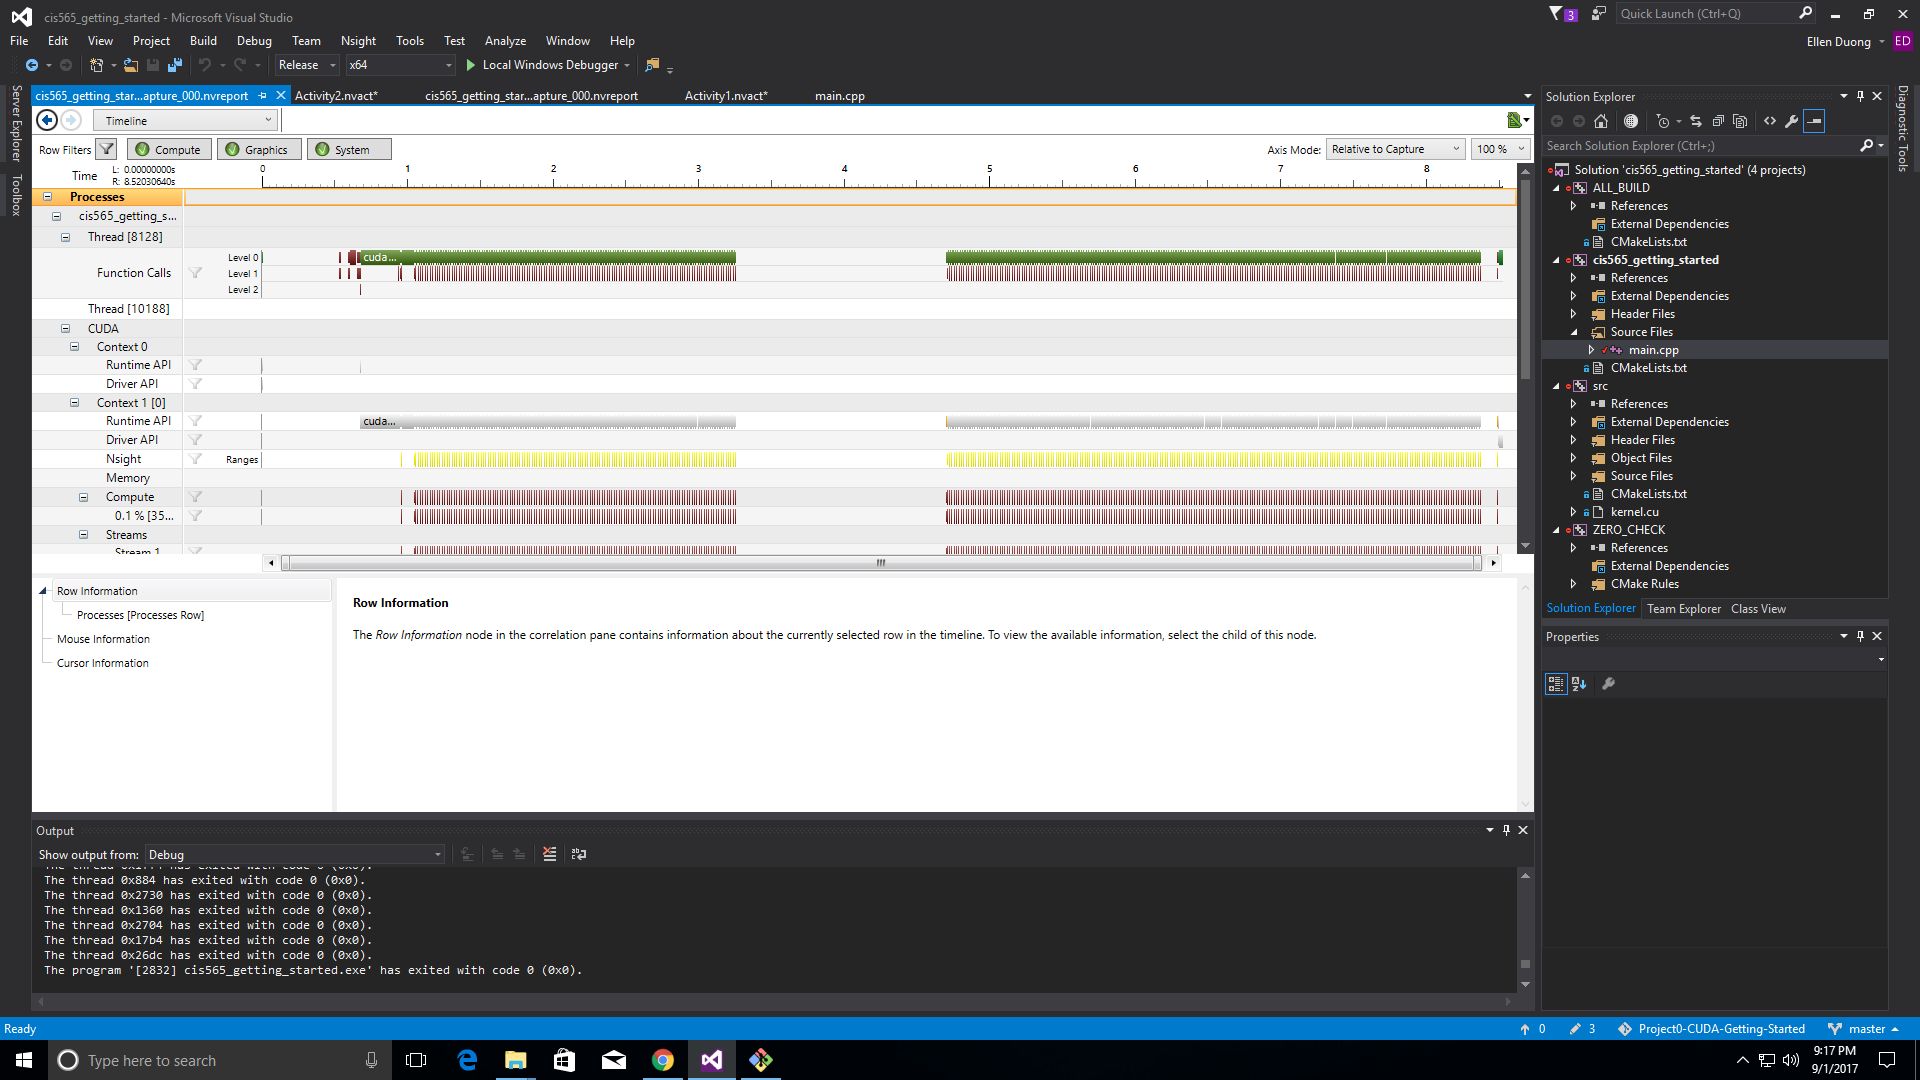 cis565_getting_started - Microsoft Visual Studio
3
Quick Launch (Ctrl+Q)
File Edit View Project Build Debug Team Nsight Tools Test Analyze Window Help
Ellen Duong ED
Release x64 Local Windows Debugger
Server Explorer
Toolbox
cis565_getting_star...apture_000.nvreport Activity2.nvact* cis565_getting_star...apture_000.nvreport Activity1.nvact* main.cpp
Timeline
Row Filters Compute Graphics System
Axis Mode: Relative to Capture 100 %
Time L: 0.00000000s
R: 8.52030640s
0 1 2 3 4 5 6 7 8
Processes
cis565_getting_s...
Thread [8128]
Function Calls
Level 0 cuda...
Level 1
Level 2
Thread [10188]
CUDA
Context 0
Runtime API
Driver API
Context 1 [0]
Runtime API cuda...
Driver API
Nsight Ranges
Memory
Compute
0.1 % [35...
Streams
Stream 1
Row Information
Processes [Processes Row]
Mouse Information
Cursor Information
Row Information
The Row Information node in the correlation pane contains information about the currently selected row in the timeline. To view the available information, select the child of this node.
Output
Show output from: Debug
The thread 0x884 has exited with code 0 (0x0).
The thread 0x2730 has exited with code 0 (0x0).
The thread 0x1360 has exited with code 0 (0x0).
The thread 0x2704 has exited with code 0 (0x0).
The thread 0x17b4 has exited with code 0 (0x0).
The thread 0x26dc has exited with code 0 (0x0).
The program '[2832] cis565_getting_started.exe' has exited with code 0 (0x0).
Solution Explorer
Search Solution Explorer (Ctrl+;)
Solution 'cis565_getting_started' (4 projects)
ALL_BUILD
References
External Dependencies
CMakeLists.txt
cis565_getting_started
References
External Dependencies
Header Files
Source Files
main.cpp
CMakeLists.txt
src
References
External Dependencies
Header Files
Object Files
Source Files
CMakeLists.txt
kernel.cu
ZERO_CHECK
References
External Dependencies
CMake Rules
Solution Explorer Team Explorer Class View
Properties
Diagnostic Tools
Ready
0 3 Project0-CUDA-Getting-Started master
Type here to search
9:17 PM
9/1/2017